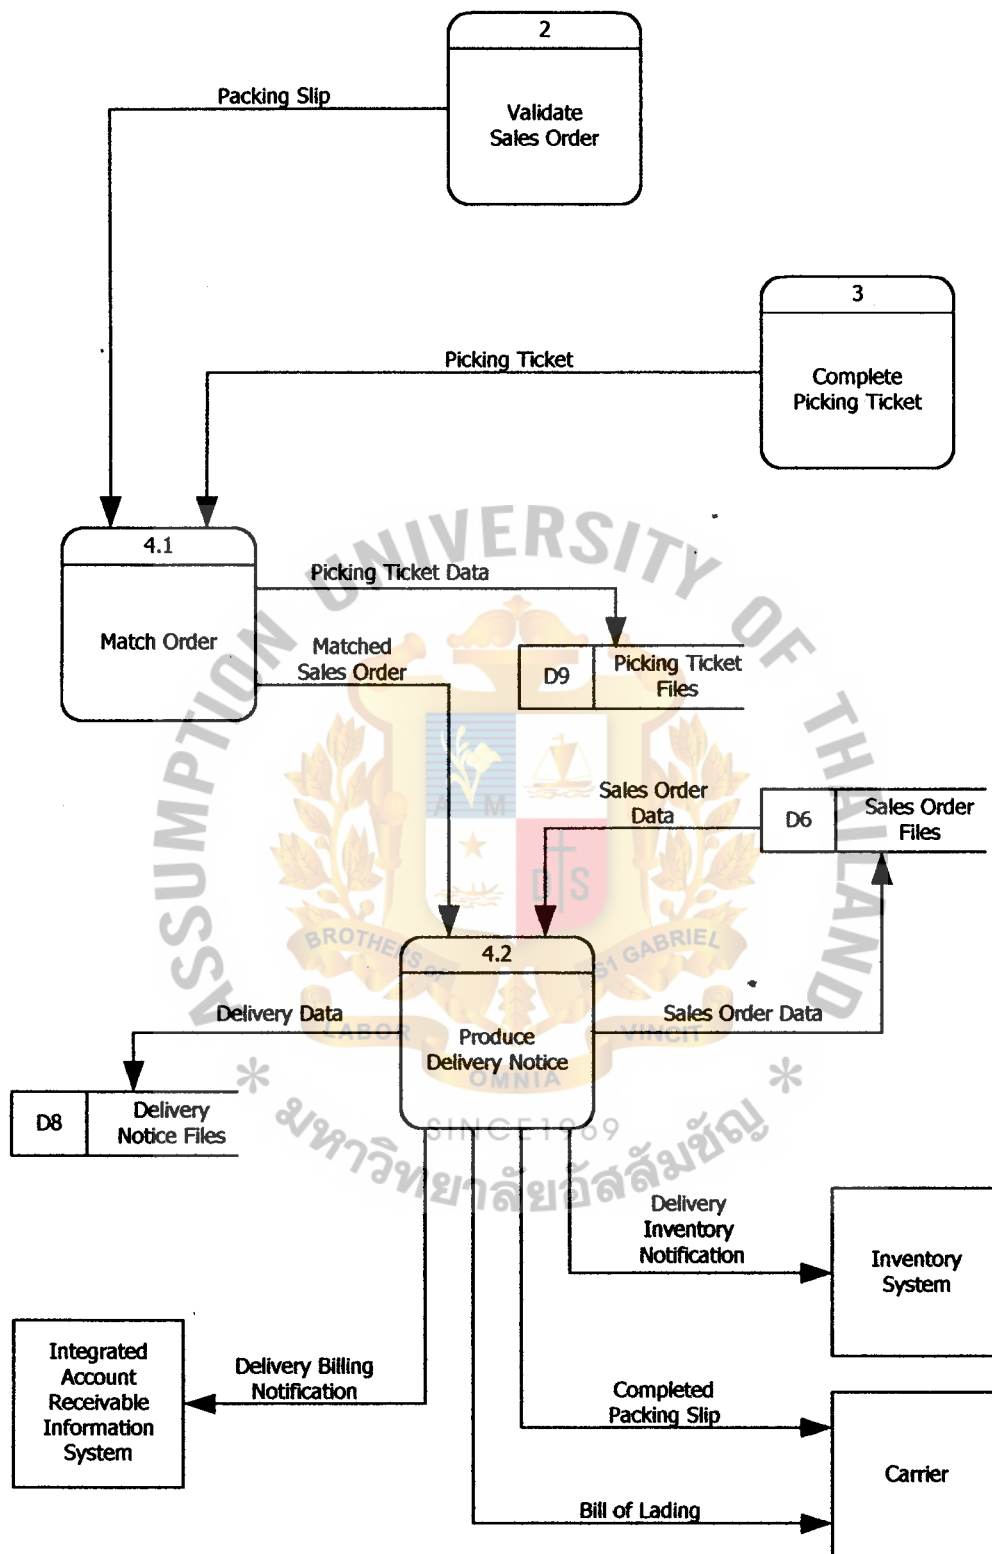 2
Validate
Sales Order
Packing Slip
3
Complete
Picking Ticket
Picking Ticket
4.1
Match Order
Picking Ticket Data
Matched
Sales Order
D9
Picking Ticket
Files
Sales Order
Data
D6
Sales Order
Files
4.2
Produce
Delivery Notice
Delivery Data
Sales Order Data
D8
Delivery
Notice Files
Delivery
Inventory
Notification
Inventory
System
Integrated
Account
Receivable
Information
System
Delivery Billing
Notification
Completed
Packing Slip
Carrier
Bill of Lading
ASSUMPTION UNIVERSITY OF THAILAND
A M
D S
BROTHERS OF
ST GABRIEL
LABOR
OMNIA
VINCIT
SINCE 1969
มหาวิทยาลัยอัสสัมชัญ